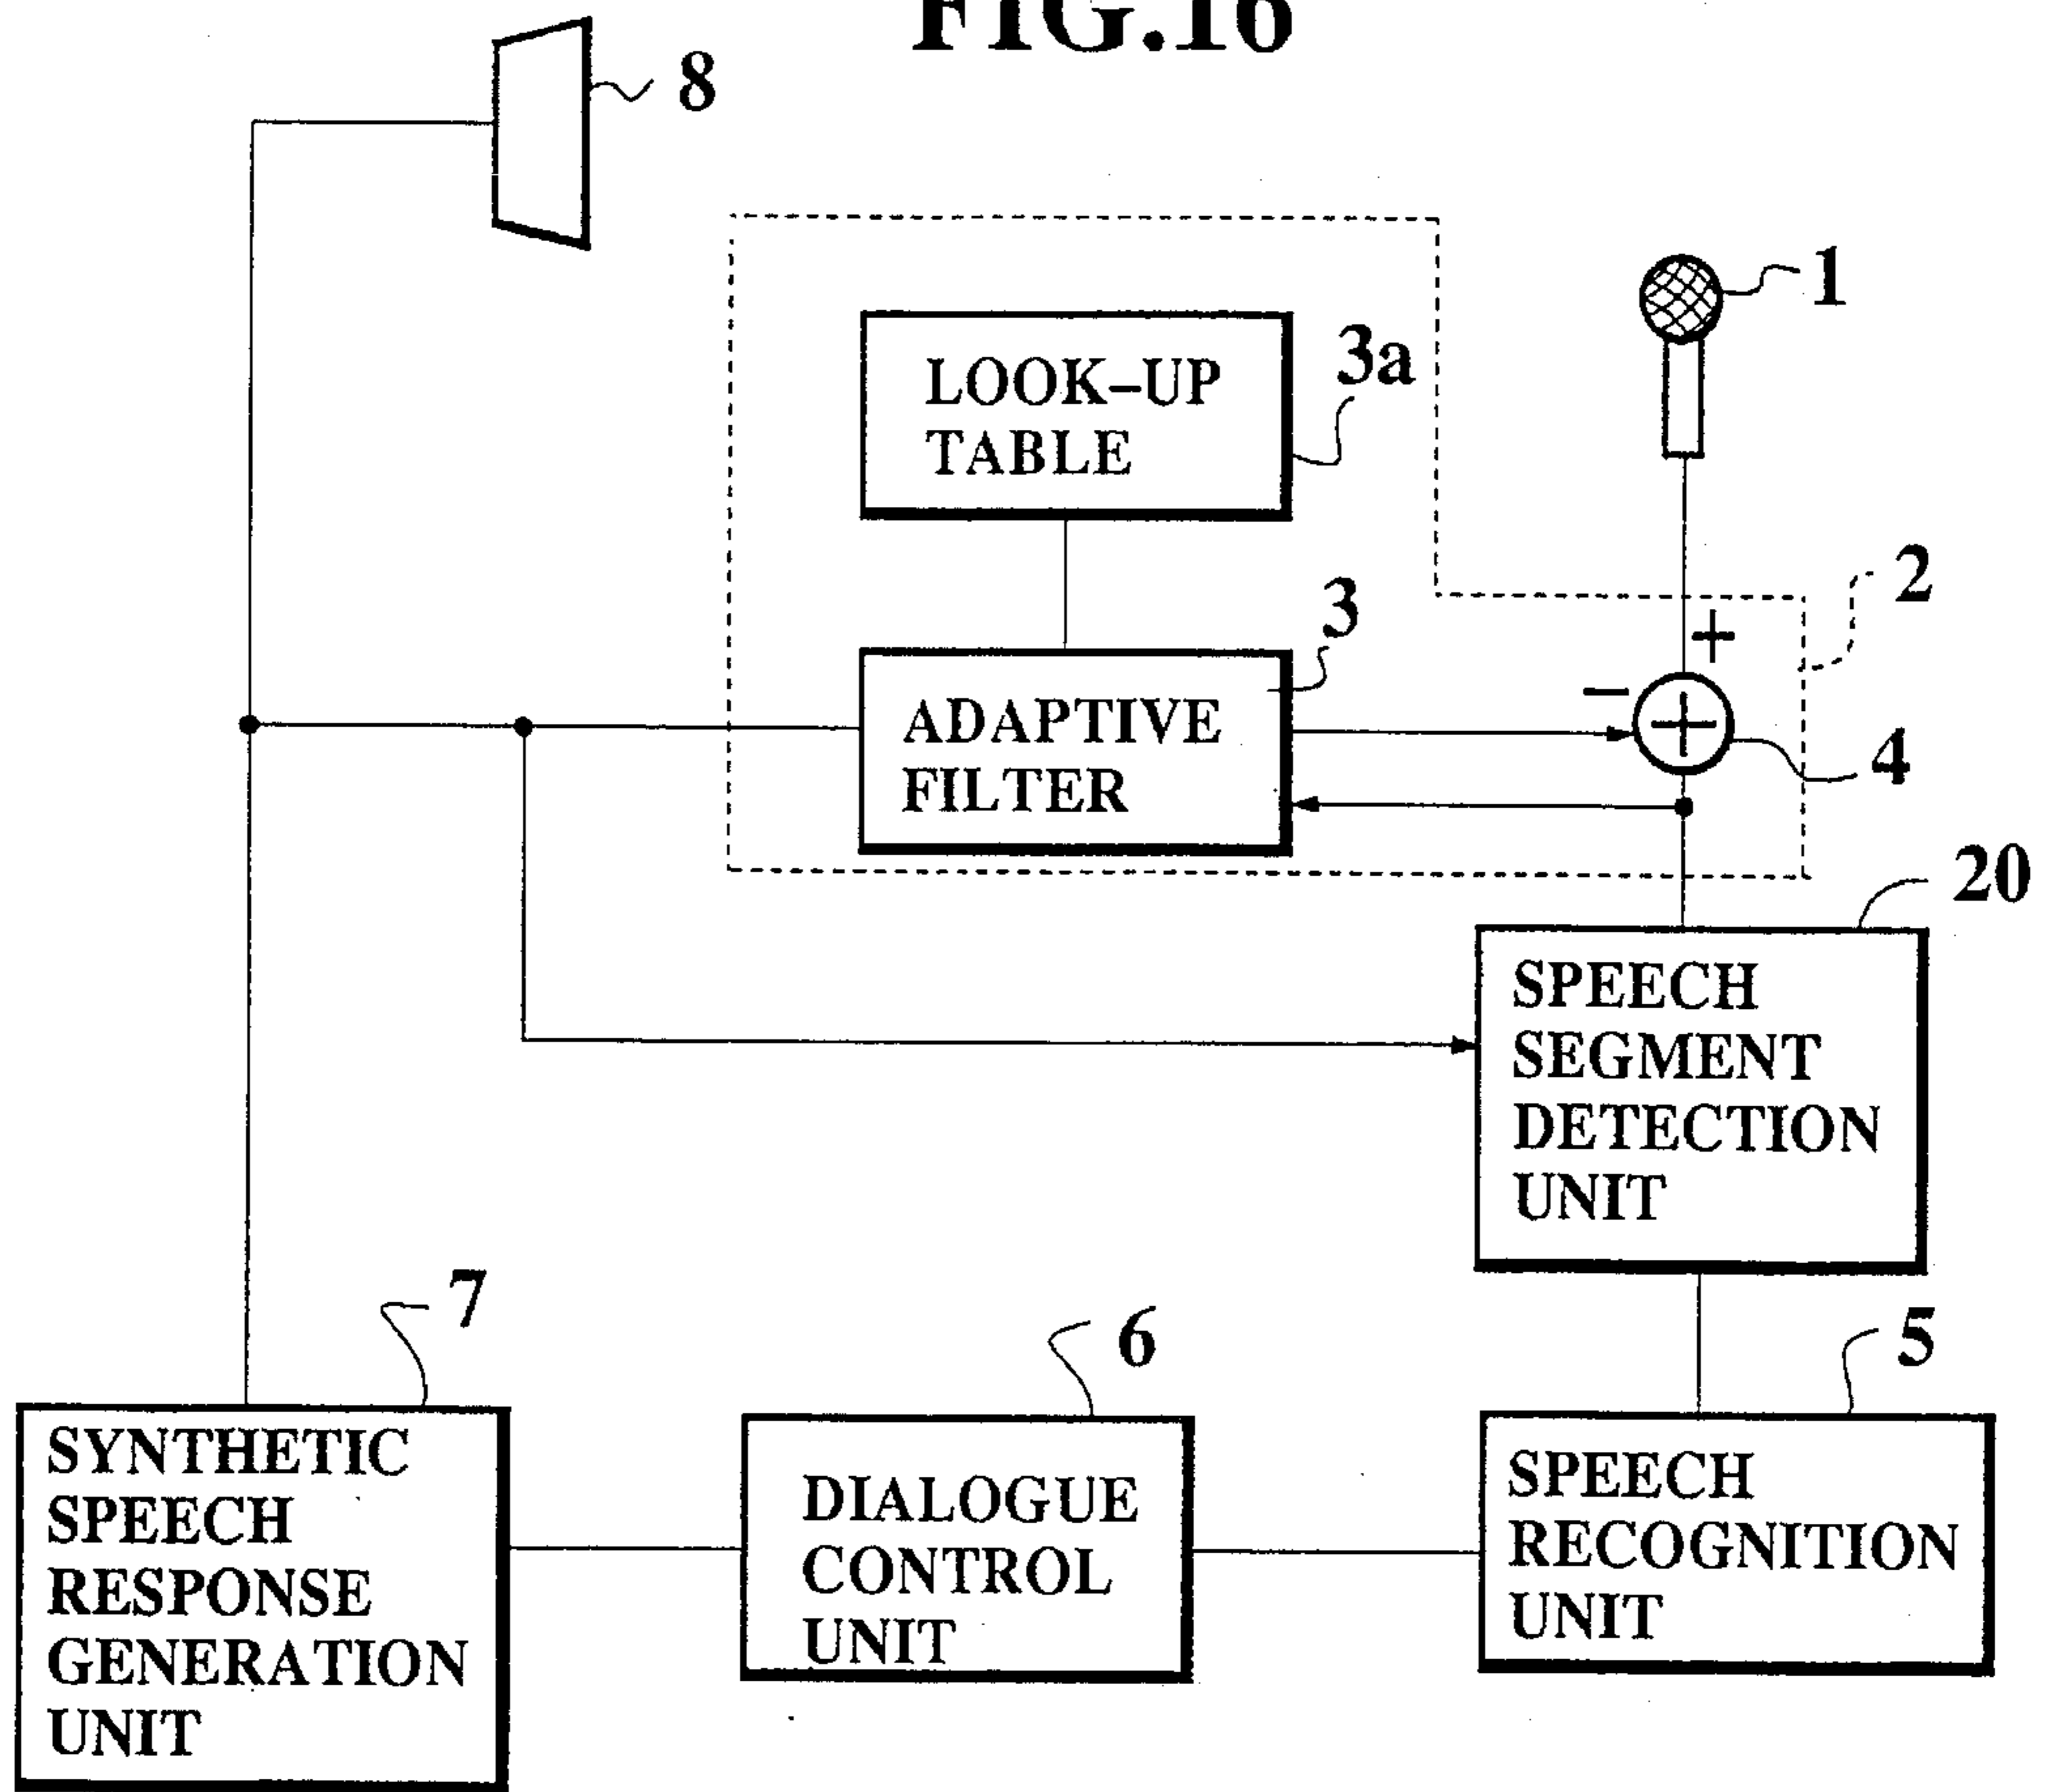 FIG.16
8
1
LOOK-UP
TABLE
3a
2
3
+
−
ADAPTIVE
FILTER
4
20
SPEECH
SEGMENT
DETECTION
UNIT
7
6
5
SYNTHETIC
SPEECH
RESPONSE
GENERATION
UNIT
DIALOGUE
CONTROL
UNIT
SPEECH
RECOGNITION
UNIT